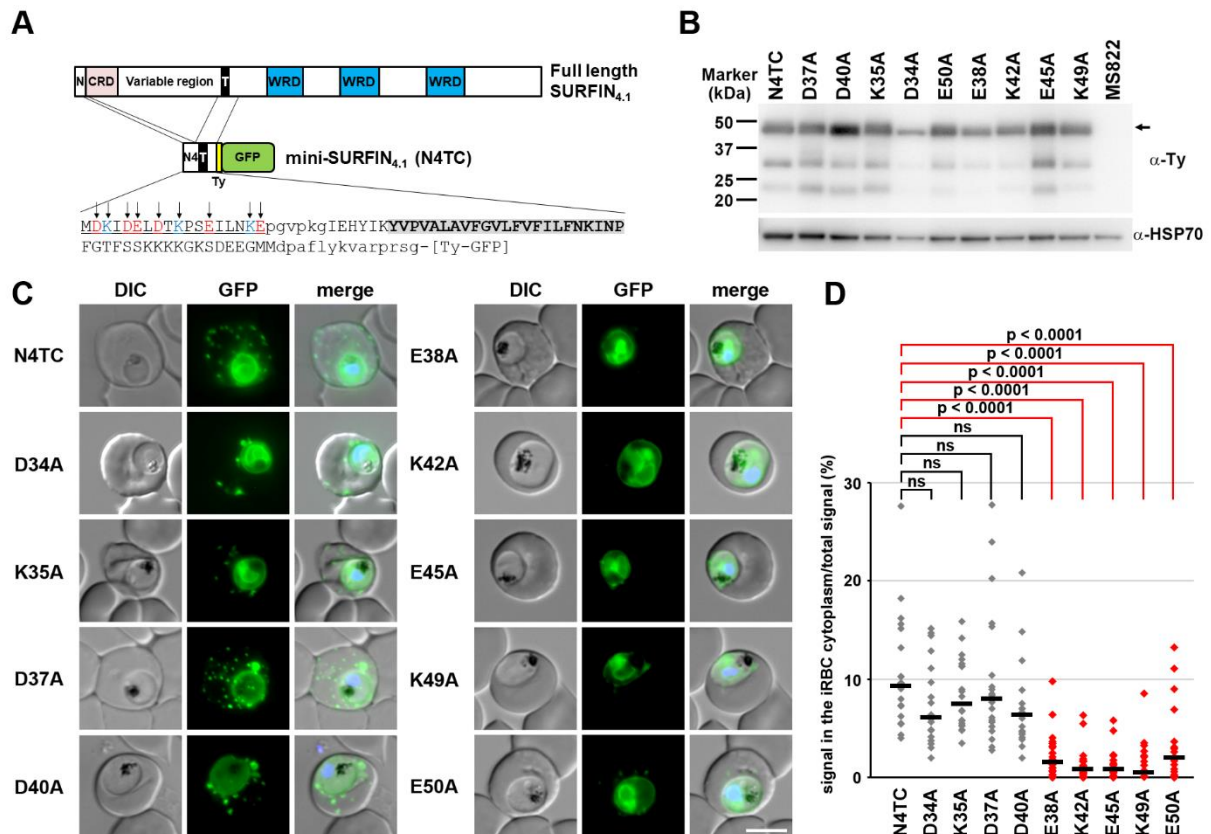 A
N CRD Variable region T WRD WRD WRD
Full length
SURFIN4.1
N4 T GFP
Ty
mini-SURFIN4.1 (N4TC)
MDKIDELDTKPSEILNKEpgvpkgIEHYIKYVPVALAVFGVLFVFILFNKINP
FGTFSSKKKKGKSDEEGMMdpaflykvarprsg-[Ty-GFP]
B
Marker
(kDa)
N4TC D37A D40A K35A D34A E50A E38A K42A E45A K49A MS822
50
37
25
20
α-Ty
α-HSP70
C
DIC GFP merge
N4TC
D34A
K35A
D37A
D40A
DIC GFP merge
E38A
K42A
E45A
K49A
E50A
D
p < 0.0001
p < 0.0001
p < 0.0001
p < 0.0001
p < 0.0001
ns
ns
ns
ns
signal in the iRBC cytoplasm/total signal (%)
30
20
10
0
N4TC D34A K35A D37A D40A E38A K42A E45A K49A E50A